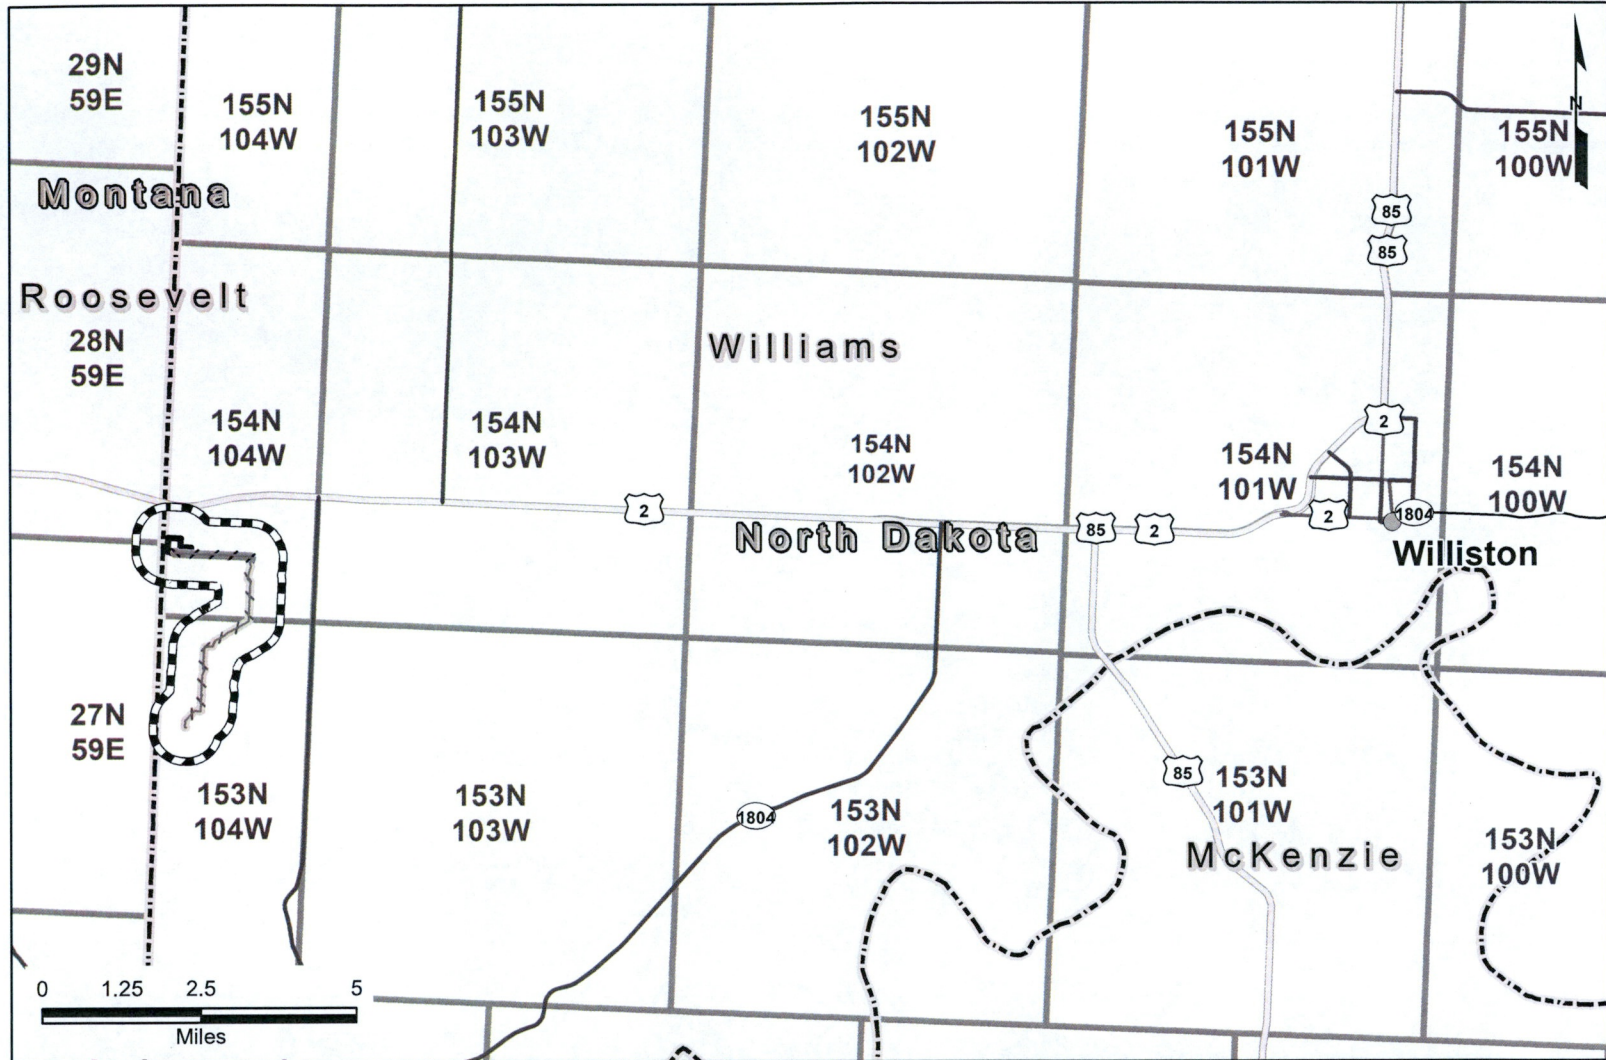 29N
59E
155N
104W
155N
103W
155N
102W
155N
101W
155N
100W
N
Montana
85
85
Roosevelt
28N
59E
Williams
154N
104W
154N
103W
154N
102W
2
154N
101W
154N
100W
2
North Dakota
85
2
2
1804
Williston
27N
59E
153N
104W
153N
103W
1804
153N
102W
85
153N
101W
McKenzie
153N
100W
0 1.25 2.5 5
Miles